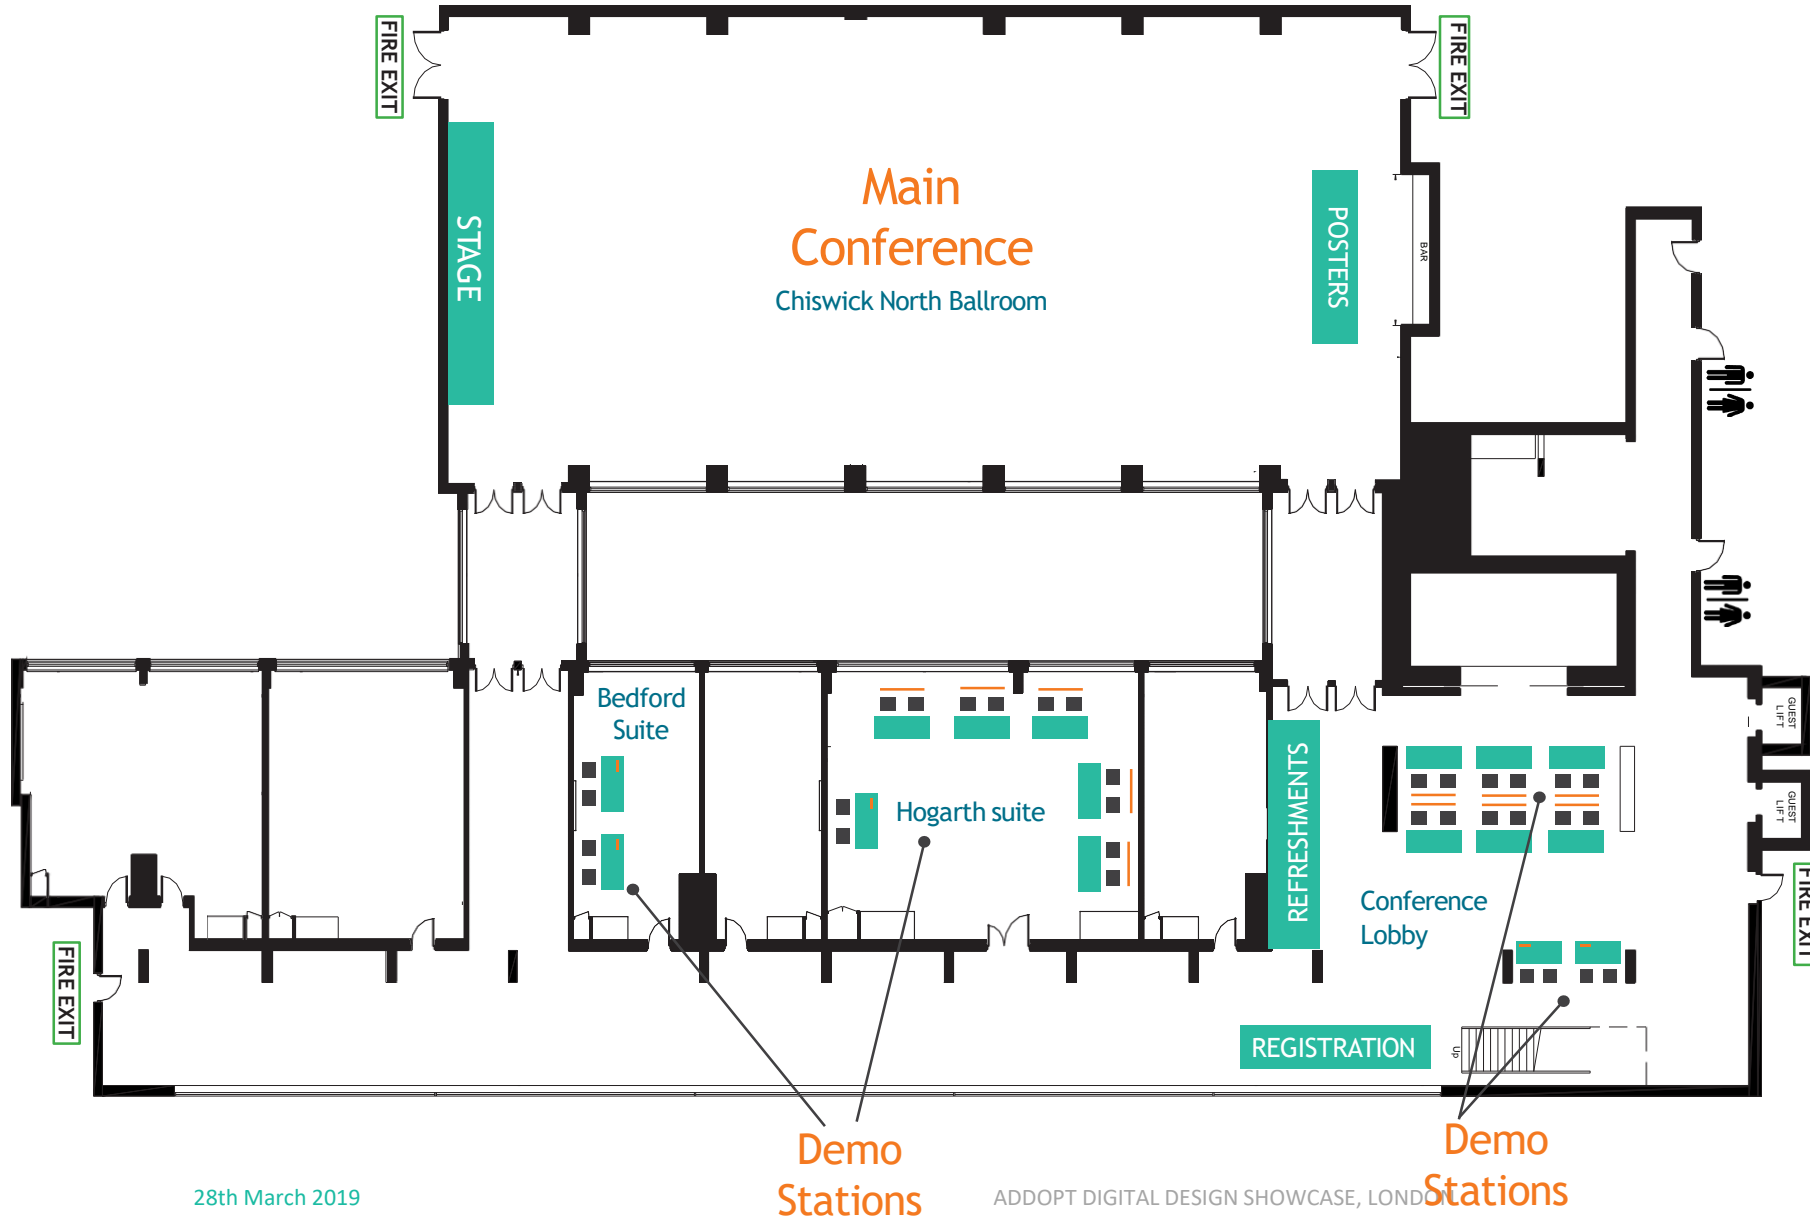 FIRE EXIT
FIRE EXIT
Main
Conference
Chiswick North Ballroom
STAGE
POSTERS
BAR
Bedford
Suite
Hogarth suite
REFRESHMENTS
GUEST
LIFT
GUEST
LIFT
Conference
Lobby
FIRE EXIT
FIRE EXIT
REGISTRATION
Up
Demo
Stations
Demo
Stations
28th March 2019
ADDOPT DIGITAL DESIGN SHOWCASE, LONDON